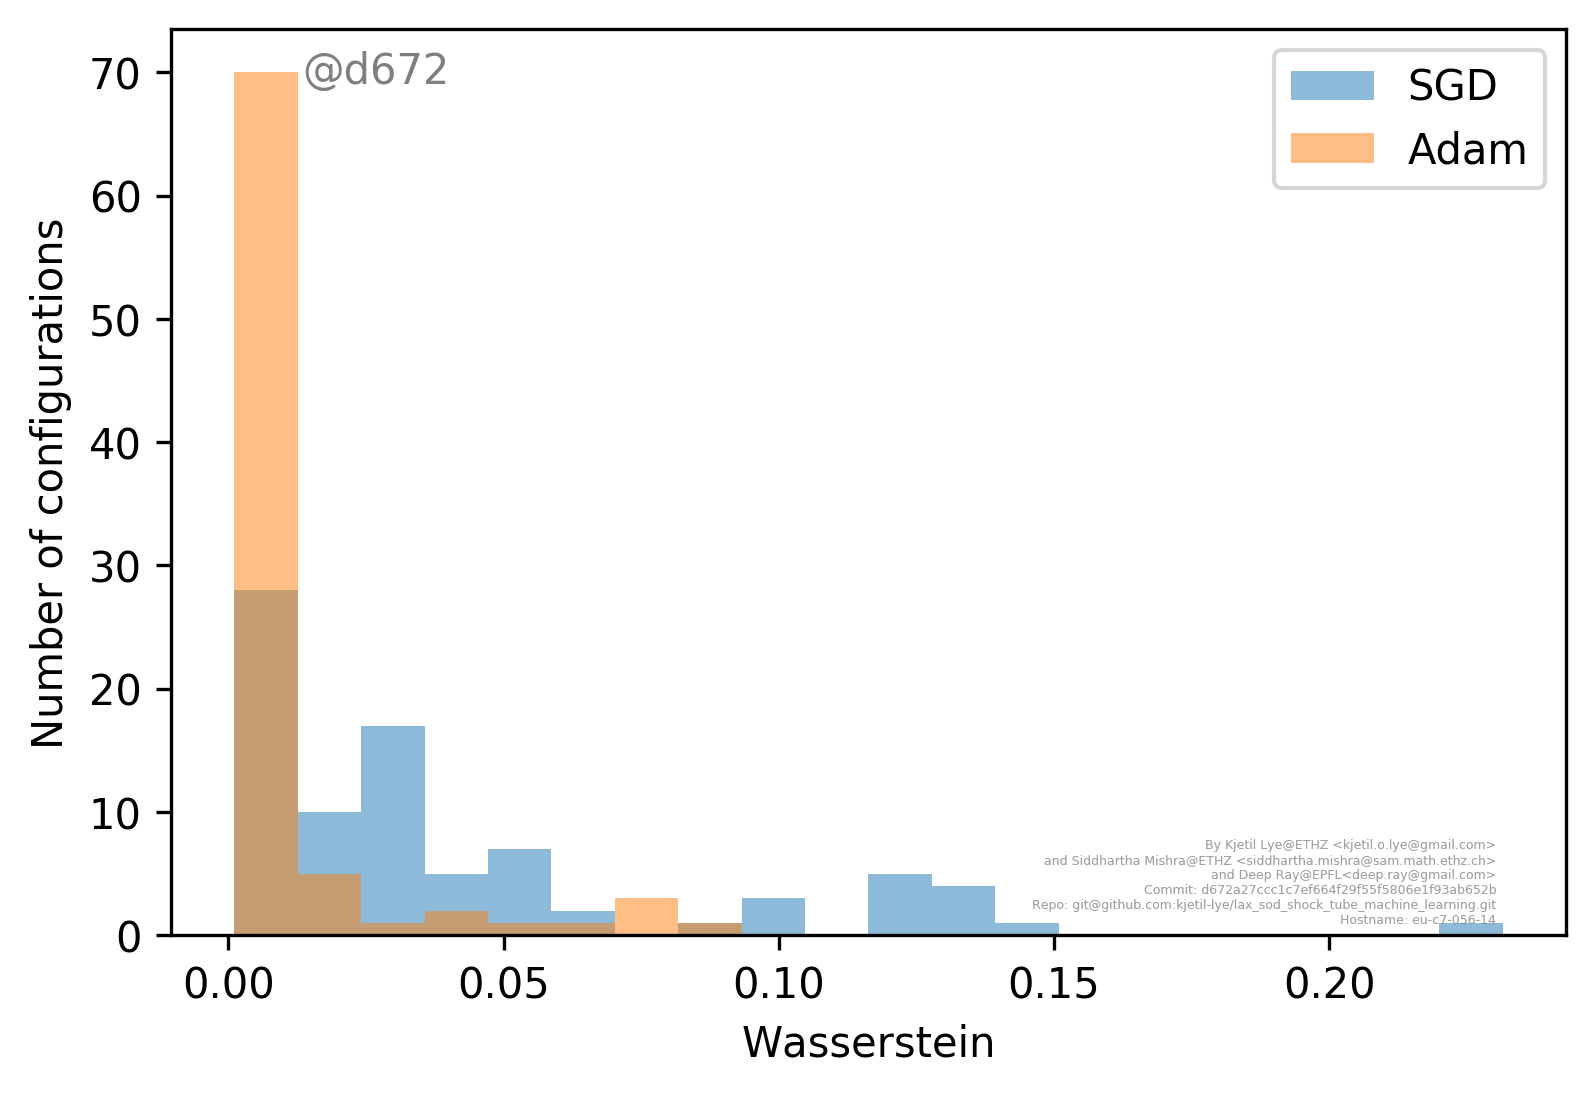 @d672
SGD
Adam
70
60
50
40
30
20
10
0
Number of configurations
By Kjetil Lye@ETHZ <kjetil.o.lye@gmail.com>
and Siddhartha Mishra@ETHZ <siddhartha.mishra@sam.math.ethz.ch>
and Deep Ray@EPFL<deep.ray@gmail.com>
Commit: d672a27ccc1c7ef664f29f55f5806e1f93ab652b
Repo: git@github.com:kjetil-lye/lax_sod_shock_tube_machine_learning.git
Hostname: eu-c7-056-14
0.00 0.05 0.10 0.15 0.20
Wasserstein